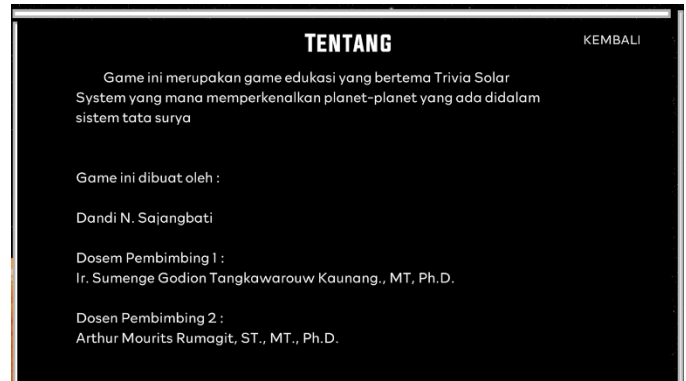 TENTANG
KEMBALI
Game ini merupakan game edukasi yang bertema Trivia Solar
System yang mana memperkenalkan planet-planet yang ada didalam
sistem tata surya
Game ini dibuat oleh :
Dandi N. Sajangbati
Dosem Pembimbing 1 :
Ir. Sumenge Godion Tangkawarouw Kaunang., MT, Ph.D.
Dosen Pembimbing 2 :
Arthur Mourits Rumagit, ST., MT., Ph.D.